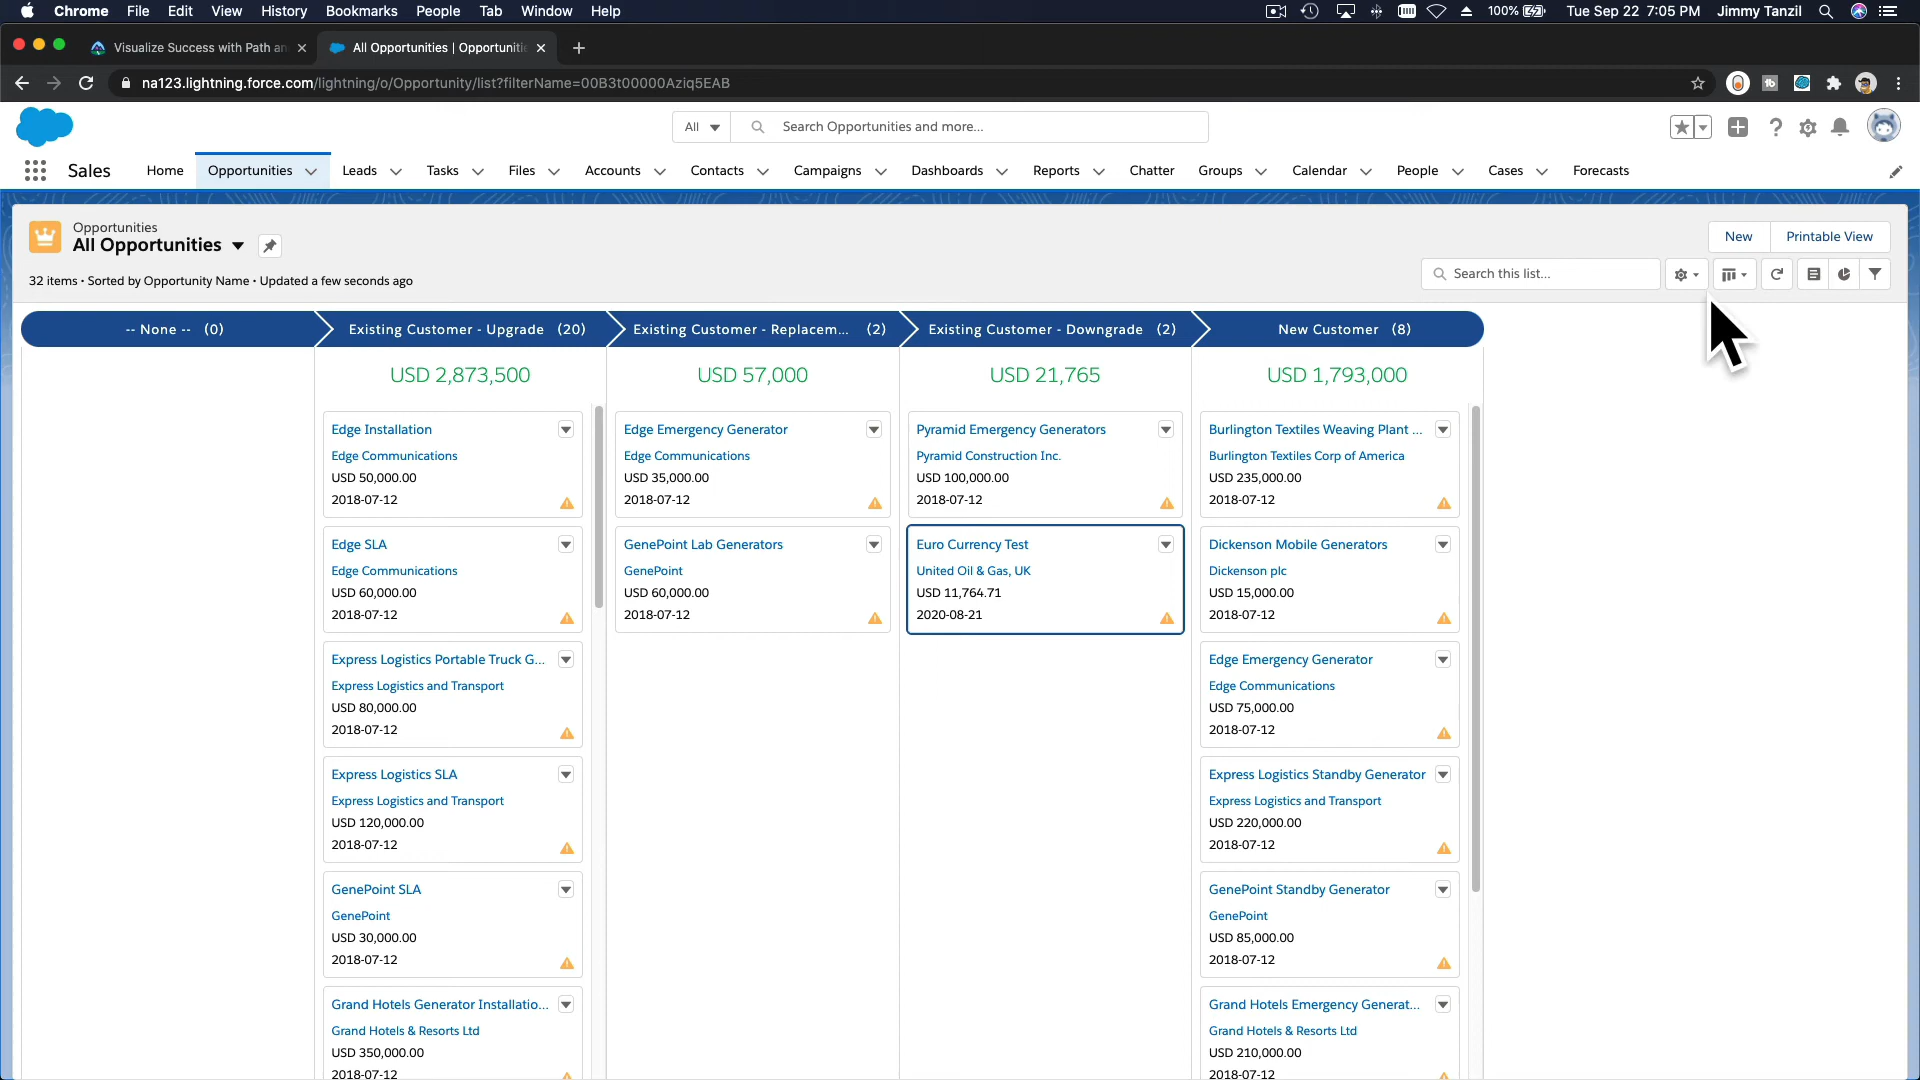 Chrome File Edit View History Bookmarks People Tab Window Help 100% Tue Sep 22 7:05 PM Jimmy Tanzil
Visualize Success with Path an All Opportunities | Opportuniti
na123.lightning.force.com/lightning/o/Opportunity/list?filterName=00B3t00000Aziq5EAB
All Search Opportunities and more...
Sales Home Opportunities Leads Tasks Files Accounts Contacts Campaigns Dashboards Reports Chatter Groups Calendar People Cases Forecasts
Opportunities
All Opportunities
New Printable View
32 items • Sorted by Opportunity Name • Updated a few seconds ago
Search this list...
-- None -- (0) Existing Customer - Upgrade (20) Existing Customer - Replacem... (2) Existing Customer - Downgrade (2) New Customer (8)
USD 2,873,500 USD 57,000 USD 21,765 USD 1,793,000
Edge Installation
Edge Communications
USD 50,000.00
2018-07-12
Edge SLA
Edge Communications
USD 60,000.00
2018-07-12
Express Logistics Portable Truck G...
Express Logistics and Transport
USD 80,000.00
2018-07-12
Express Logistics SLA
Express Logistics and Transport
USD 120,000.00
2018-07-12
GenePoint SLA
GenePoint
USD 30,000.00
2018-07-12
Grand Hotels Generator Installatio...
Grand Hotels & Resorts Ltd
USD 350,000.00
2018-07-12
Edge Emergency Generator
Edge Communications
USD 35,000.00
2018-07-12
GenePoint Lab Generators
GenePoint
USD 60,000.00
2018-07-12
Pyramid Emergency Generators
Pyramid Construction Inc.
USD 100,000.00
2018-07-12
Euro Currency Test
United Oil & Gas, UK
USD 11,764.71
2020-08-21
Burlington Textiles Weaving Plant ...
Burlington Textiles Corp of America
USD 235,000.00
2018-07-12
Dickenson Mobile Generators
Dickenson plc
USD 15,000.00
2018-07-12
Edge Emergency Generator
Edge Communications
USD 75,000.00
2018-07-12
Express Logistics Standby Generator
Express Logistics and Transport
USD 220,000.00
2018-07-12
GenePoint Standby Generator
GenePoint
USD 85,000.00
2018-07-12
Grand Hotels Emergency Generat...
Grand Hotels & Resorts Ltd
USD 210,000.00
2018-07-12